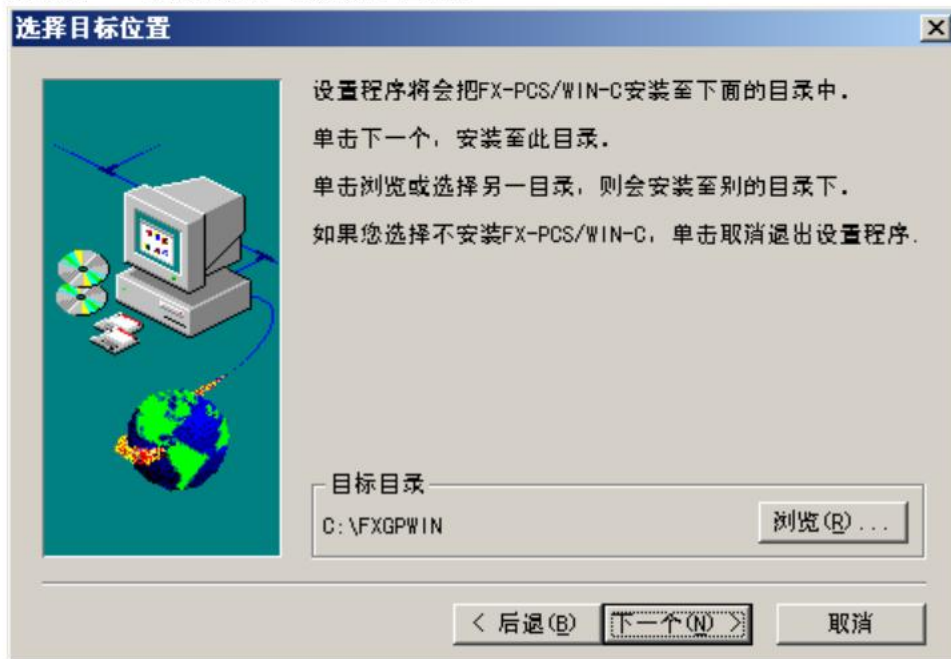 选择目标位置
设置程序将会把FX-PCS/WIN-C安装至下面的目录中.
单击下一个, 安装至此目录.
单击浏览或选择另一目录, 则会安装至别的目录下.
如果您选择不安装FX-PCS/WIN-C, 单击取消退出设置程序.
目标目录
C:\FXGPWIN
浏览(R)...
< 后退(B)
下一个(N) >
取消